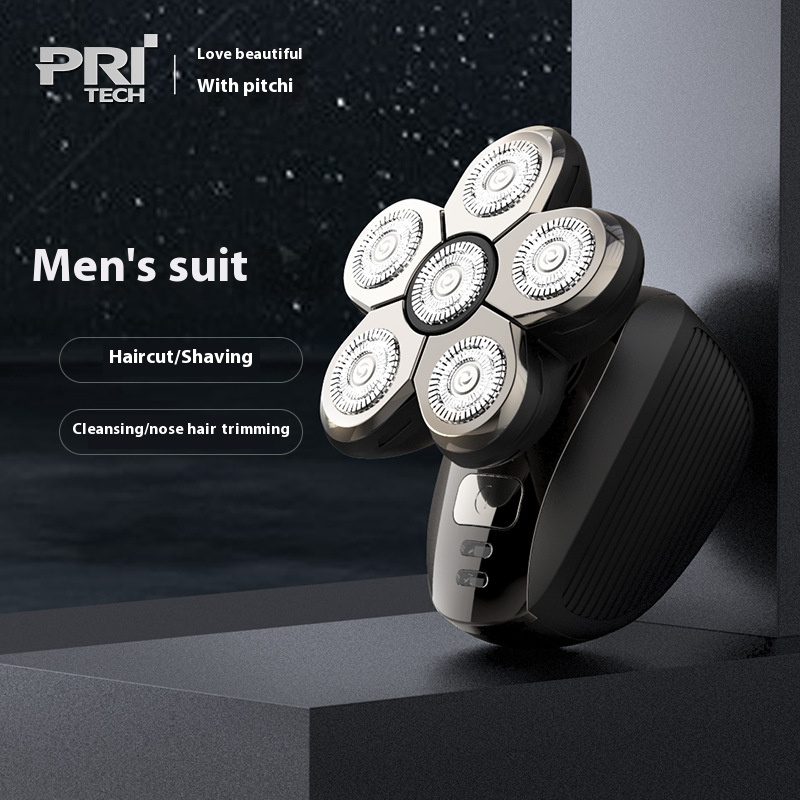 PRI
TECH
Love beautiful
With pitchi
Men's suit
Haircut/Shaving
Cleansing/nose hair trimming